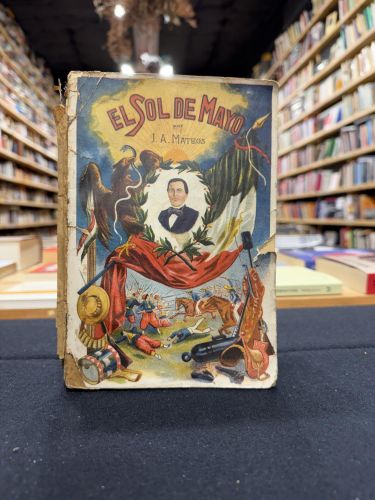 EL SOL DE MAYO
POR
J. A. MATEOS